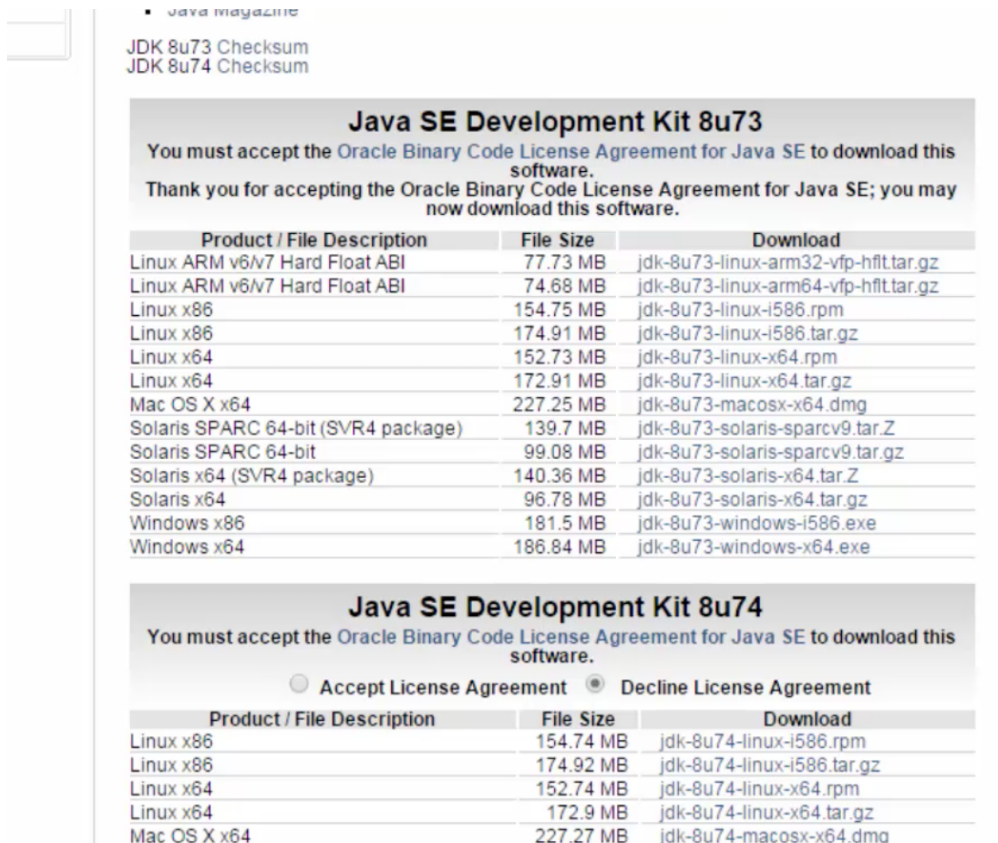 Java Magazine
JDK 8u73 Checksum
JDK 8u74 Checksum
Java SE Development Kit 8u73
You must accept the Oracle Binary Code License Agreement for Java SE to download this
software.
Thank you for accepting the Oracle Binary Code License Agreement for Java SE; you may
now download this software.
Product / File Description File Size Download
Linux ARM v6/v7 Hard Float ABI 77.73 MB jdk-8u73-linux-arm32-vfp-hflt.tar.gz
Linux ARM v6/v7 Hard Float ABI 74.68 MB jdk-8u73-linux-arm64-vfp-hflt.tar.gz
Linux x86 154.75 MB jdk-8u73-linux-i586.rpm
Linux x86 174.91 MB jdk-8u73-linux-i586.tar.gz
Linux x64 152.73 MB jdk-8u73-linux-x64.rpm
Linux x64 172.91 MB jdk-8u73-linux-x64.tar.gz
Mac OS X x64 227.25 MB jdk-8u73-macosx-x64.dmg
Solaris SPARC 64-bit (SVR4 package) 139.7 MB jdk-8u73-solaris-sparcv9.tar.Z
Solaris SPARC 64-bit 99.08 MB jdk-8u73-solaris-sparcv9.tar.gz
Solaris x64 (SVR4 package) 140.36 MB jdk-8u73-solaris-x64.tar.Z
Solaris x64 96.78 MB jdk-8u73-solaris-x64.tar.gz
Windows x86 181.5 MB jdk-8u73-windows-i586.exe
Windows x64 186.84 MB jdk-8u73-windows-x64.exe
Java SE Development Kit 8u74
You must accept the Oracle Binary Code License Agreement for Java SE to download this
software.
Accept License Agreement Decline License Agreement
Product / File Description File Size Download
Linux x86 154.74 MB jdk-8u74-linux-i586.rpm
Linux x86 174.92 MB jdk-8u74-linux-i586.tar.gz
Linux x64 152.74 MB jdk-8u74-linux-x64.rpm
Linux x64 172.9 MB jdk-8u74-linux-x64.tar.gz
Mac OS X x64 227.27 MB jdk-8u74-macosx-x64.dmg